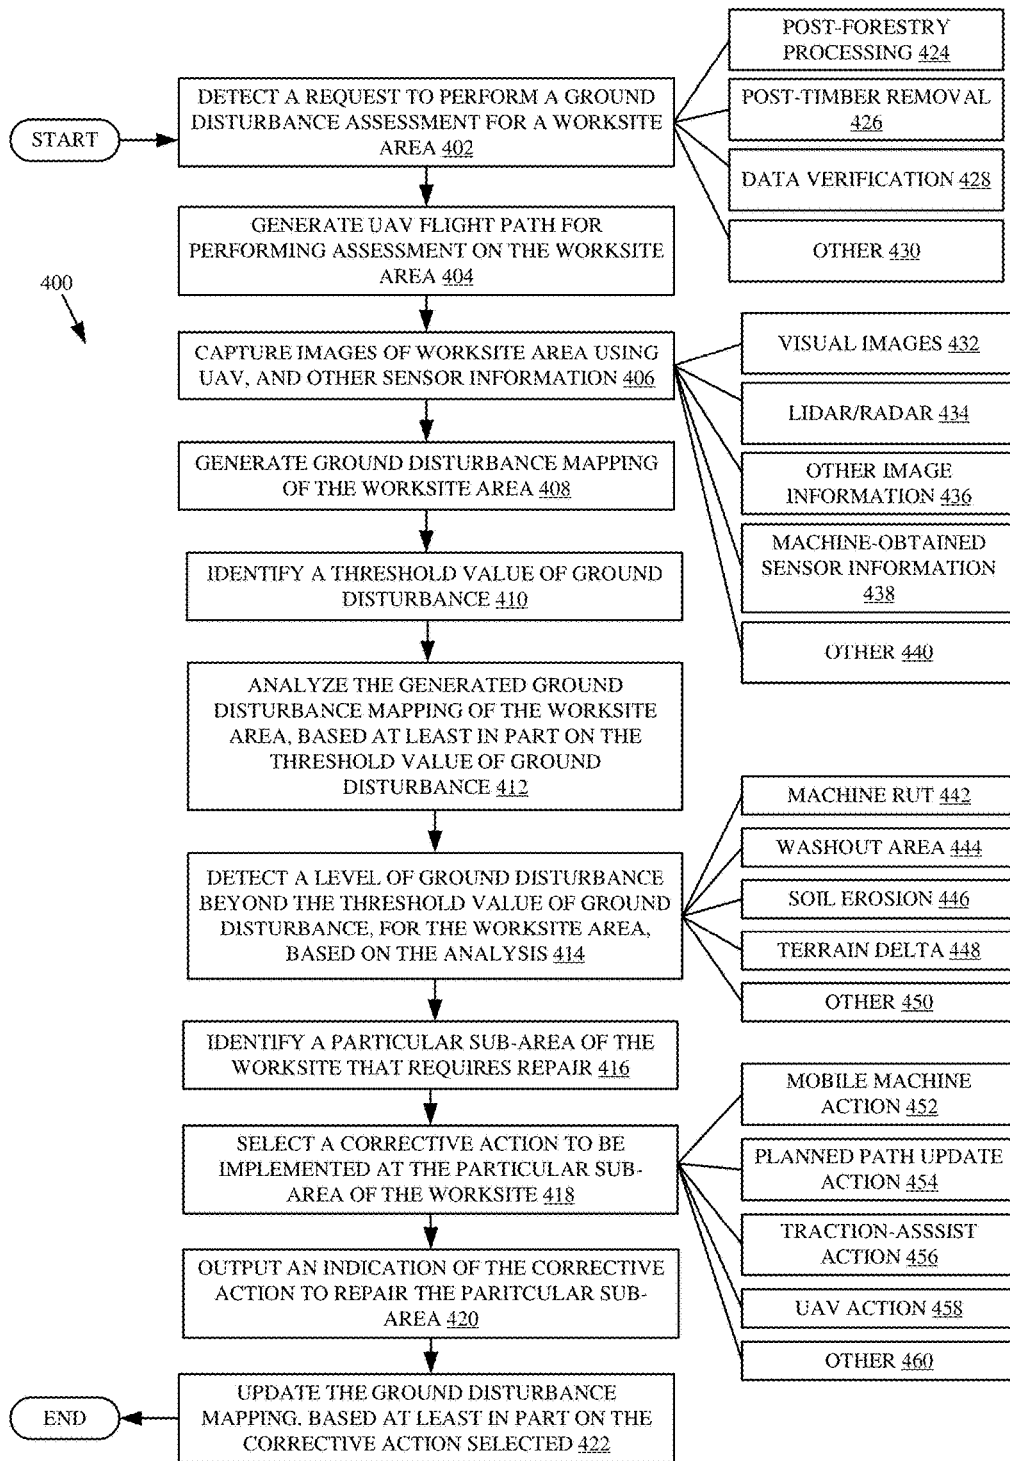 START
DETECT A REQUEST TO PERFORM A GROUND
DISTURBANCE ASSESSMENT FOR A WORKSITE
AREA 402
POST-FORESTRY
PROCESSING 424
POST-TIMBER REMOVAL
426
DATA VERIFICATION 428
OTHER 430
GENERATE UAV FLIGHT PATH FOR
PERFORMING ASSESSMENT ON THE WORKSITE
AREA 404
400
CAPTURE IMAGES OF WORKSITE AREA USING
UAV, AND OTHER SENSOR INFORMATION 406
VISUAL IMAGES 432
LIDAR/RADAR 434
OTHER IMAGE
INFORMATION 436
MACHINE-OBTAINED
SENSOR INFORMATION
438
OTHER 440
GENERATE GROUND DISTURBANCE MAPPING
OF THE WORKSITE AREA 408
IDENTIFY A THRESHOLD VALUE OF GROUND
DISTURBANCE 410
ANALYZE THE GENERATED GROUND
DISTURBANCE MAPPING OF THE WORKSITE
AREA, BASED AT LEAST IN PART ON THE
THRESHOLD VALUE OF GROUND
DISTURBANCE 412
DETECT A LEVEL OF GROUND DISTURBANCE
BEYOND THE THRESHOLD VALUE OF GROUND
DISTURBANCE, FOR THE WORKSITE AREA,
BASED ON THE ANALYSIS 414
MACHINE RUT 442
WASHOUT AREA 444
SOIL EROSION 446
TERRAIN DELTA 448
OTHER 450
IDENTIFY A PARTICULAR SUB-AREA OF THE
WORKSITE THAT REQUIRES REPAIR 416
SELECT A CORRECTIVE ACTION TO BE
IMPLEMENTED AT THE PARTICULAR SUB-
AREA OF THE WORKSITE 418
MOBILE MACHINE
ACTION 452
PLANNED PATH UPDATE
ACTION 454
TRACTION-ASSSIST
ACTION 456
UAV ACTION 458
OTHER 460
OUTPUT AN INDICATION OF THE CORRECTIVE
ACTION TO REPAIR THE PARITCULAR SUB-
AREA 420
UPDATE THE GROUND DISTURBANCE
MAPPING, BASED AT LEAST IN PART ON THE
CORRECTIVE ACTION SELECTED 422
END